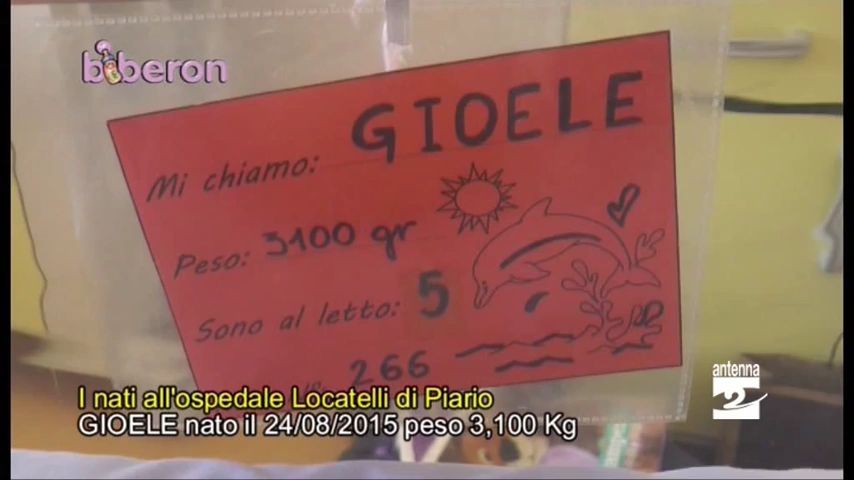 biberon
Mi chiamo: GIOELE
Peso: 3100 gr
Sono al letto: 5
266
I nati all'ospedale Locatelli di Piario
GIOELE nato il 24/08/2015 peso 3,100 Kg
antenna
2